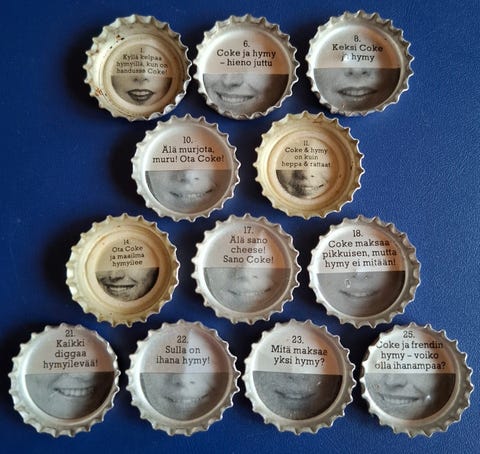 1.
Kyllä kelpaa
hymyillä, kun on
handussa Coke!
6.
Coke ja hymy
– hieno juttu
8.
Keksi Coke
ja hymy
10.
Älä murjota,
muru! Ota Coke!
12.
Coke & hymy
on kuin
heppa & rattaat
14.
Ota Coke
ja maailma
hymyilee
17.
Älä sano
cheese!
Sano Coke!
18.
Coke maksaa
pikkuisen, mutta
hymy ei mitään!
21.
Kaikki
diggaa
hymyilevää!
22.
Sulla on
ihana hymy!
23.
Mitä maksaa
yksi hymy?
25.
Coke ja frendin
hymy – voiko
olla ihanampaa?